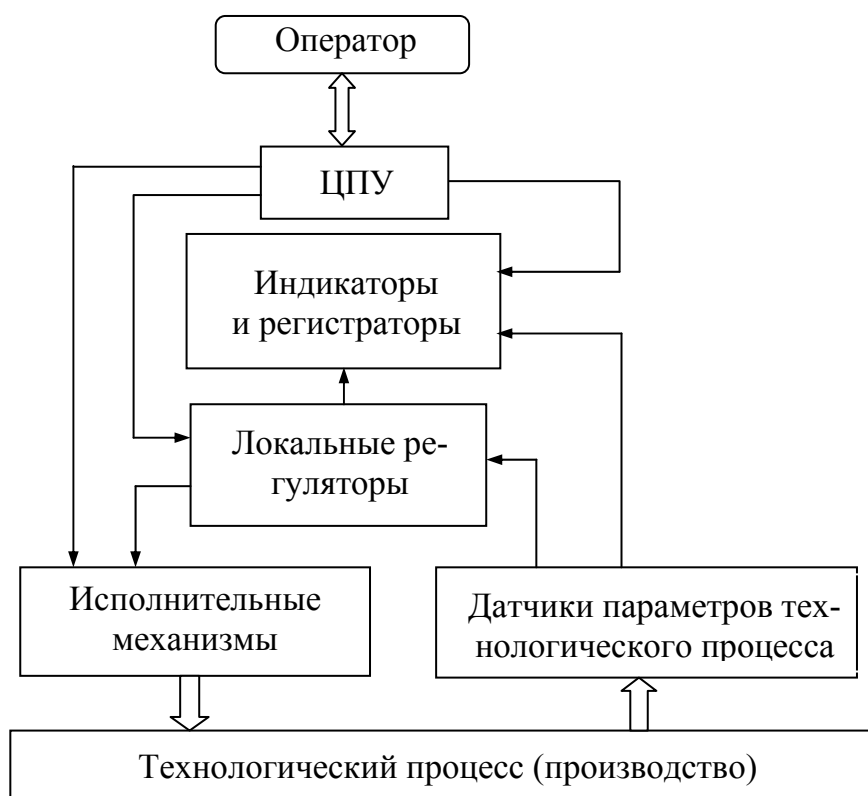 Оператор
ЦПУ
Индикаторы
и регистраторы
Локальные ре-
гуляторы
Исполнительные
механизмы
Датчики параметров тех-
нологического процесса
Технологический процесс (производство)